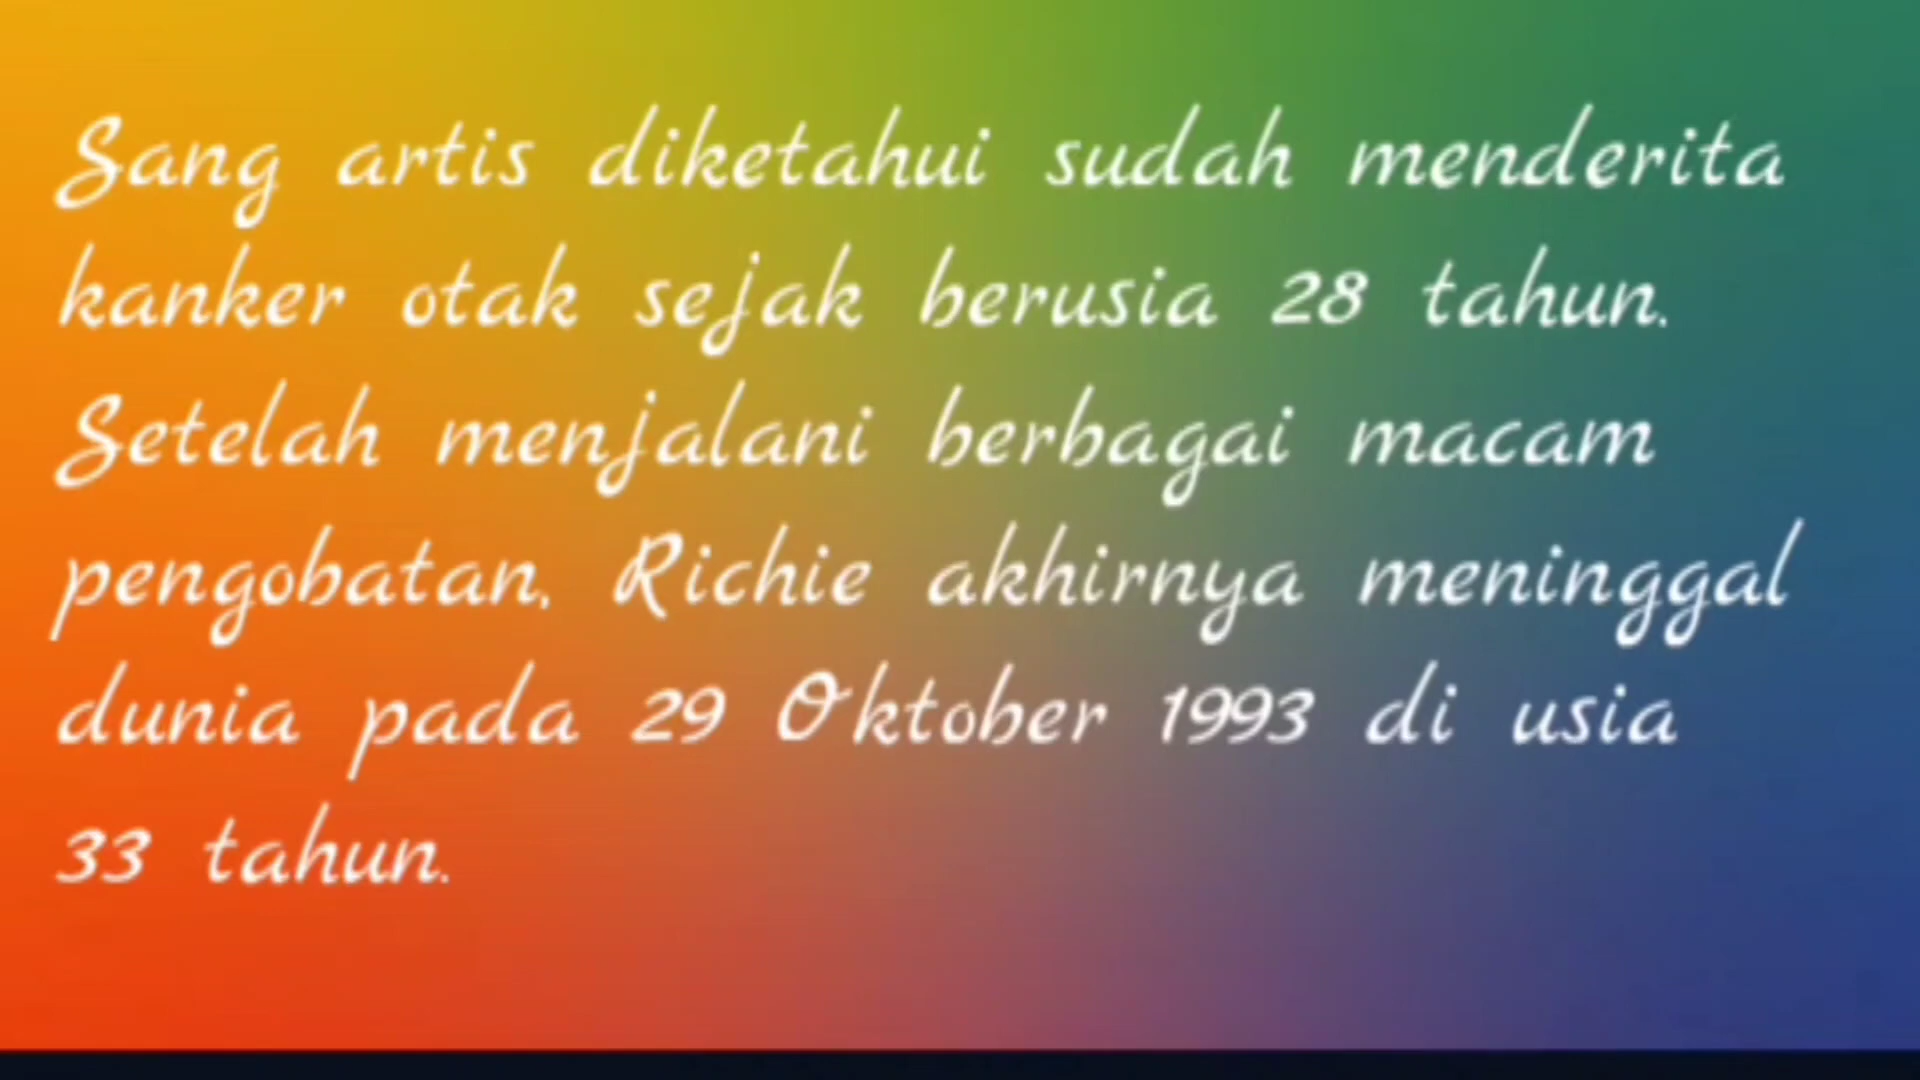 Sang artis diketahui sudah menderita
kanker otak sejak berusia 28 tahun.
Setelah menjalani berbagai macam
pengobatan, Richie akhirnya meninggal
dunia pada 29 Oktober 1993 di usia
33 tahun.